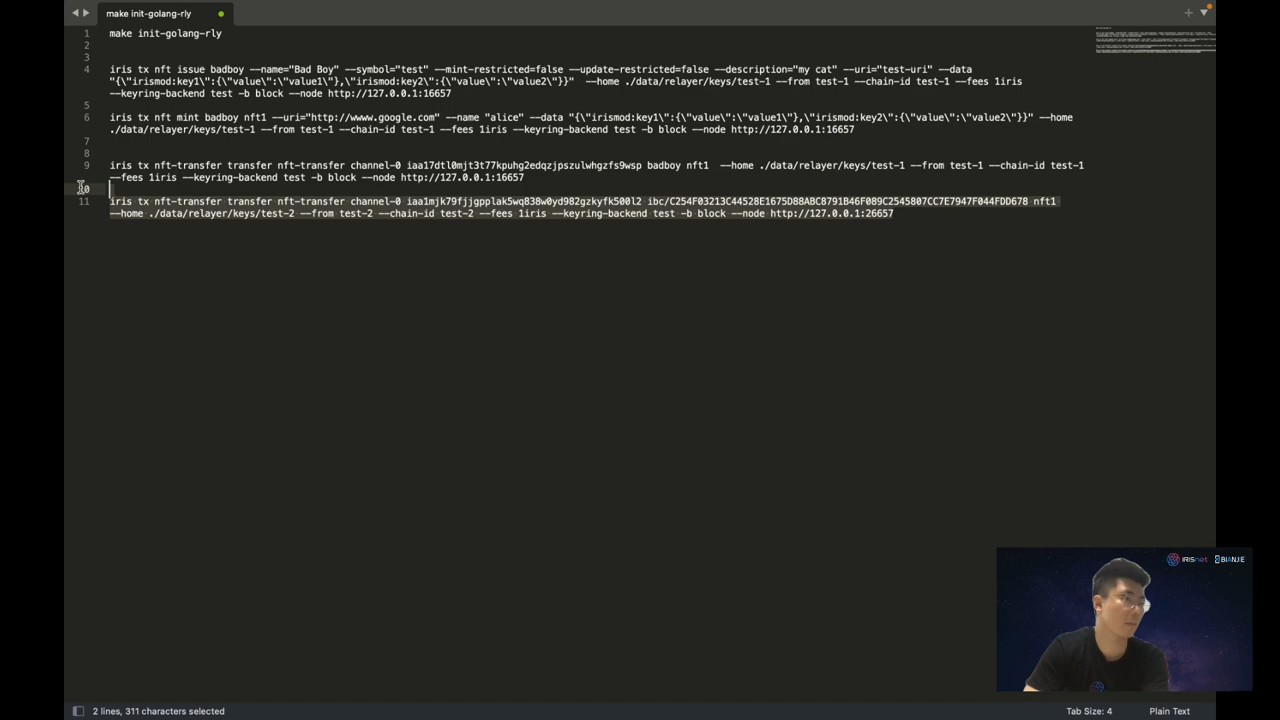 make init-golang-rly
1 make init-golang-rly
2
3
4 iris tx nft issue badboy --name="Bad Boy" --symbol="test" --mint-restricted=false --update-restricted=false --description="my cat" --uri="test-uri" --data
"{\"irismod:key1\":{\"value\":\"value1\"},\"irismod:key2\":{\"value\":\"value2\"}}" --home ./data/relayer/keys/test-1 --from test-1 --chain-id test-1 --fees 1iris
--keyring-backend test -b block --node http://127.0.0.1:16657
5
6 iris tx nft mint badboy nft1 --uri="http://wwww.google.com" --name "alice" --data "{\"irismod:key1\":{\"value\":\"value1\"},\"irismod:key2\":{\"value\":\"value2\"}}" --home
./data/relayer/keys/test-1 --from test-1 --chain-id test-1 --fees 1iris --keyring-backend test -b block --node http://127.0.0.1:16657
7
8
9 iris tx nft-transfer transfer nft-transfer channel-0 iaa17dtl0mjt3t77kpuhg2edqzjpszulwhgzfs9wsp badboy nft1 --home ./data/relayer/keys/test-1 --from test-1 --chain-id test-1
--fees 1iris --keyring-backend test -b block --node http://127.0.0.1:16657
10
11 iris tx nft-transfer transfer nft-transfer channel-0 iaa1mjk79fjjgpplak5wq838w0yd982gzkyfk500l2 ibc/C254F03213C44528E1675D88ABC8791B46F089C2545807CC7E7947F044FDD678 nft1
--home ./data/relayer/keys/test-2 --from test-2 --chain-id test-2 --fees 1iris --keyring-backend test -b block --node http://127.0.0.1:26657
IRISnet BIANJIE
2 lines, 311 characters selected
Tab Size: 4
Plain Text